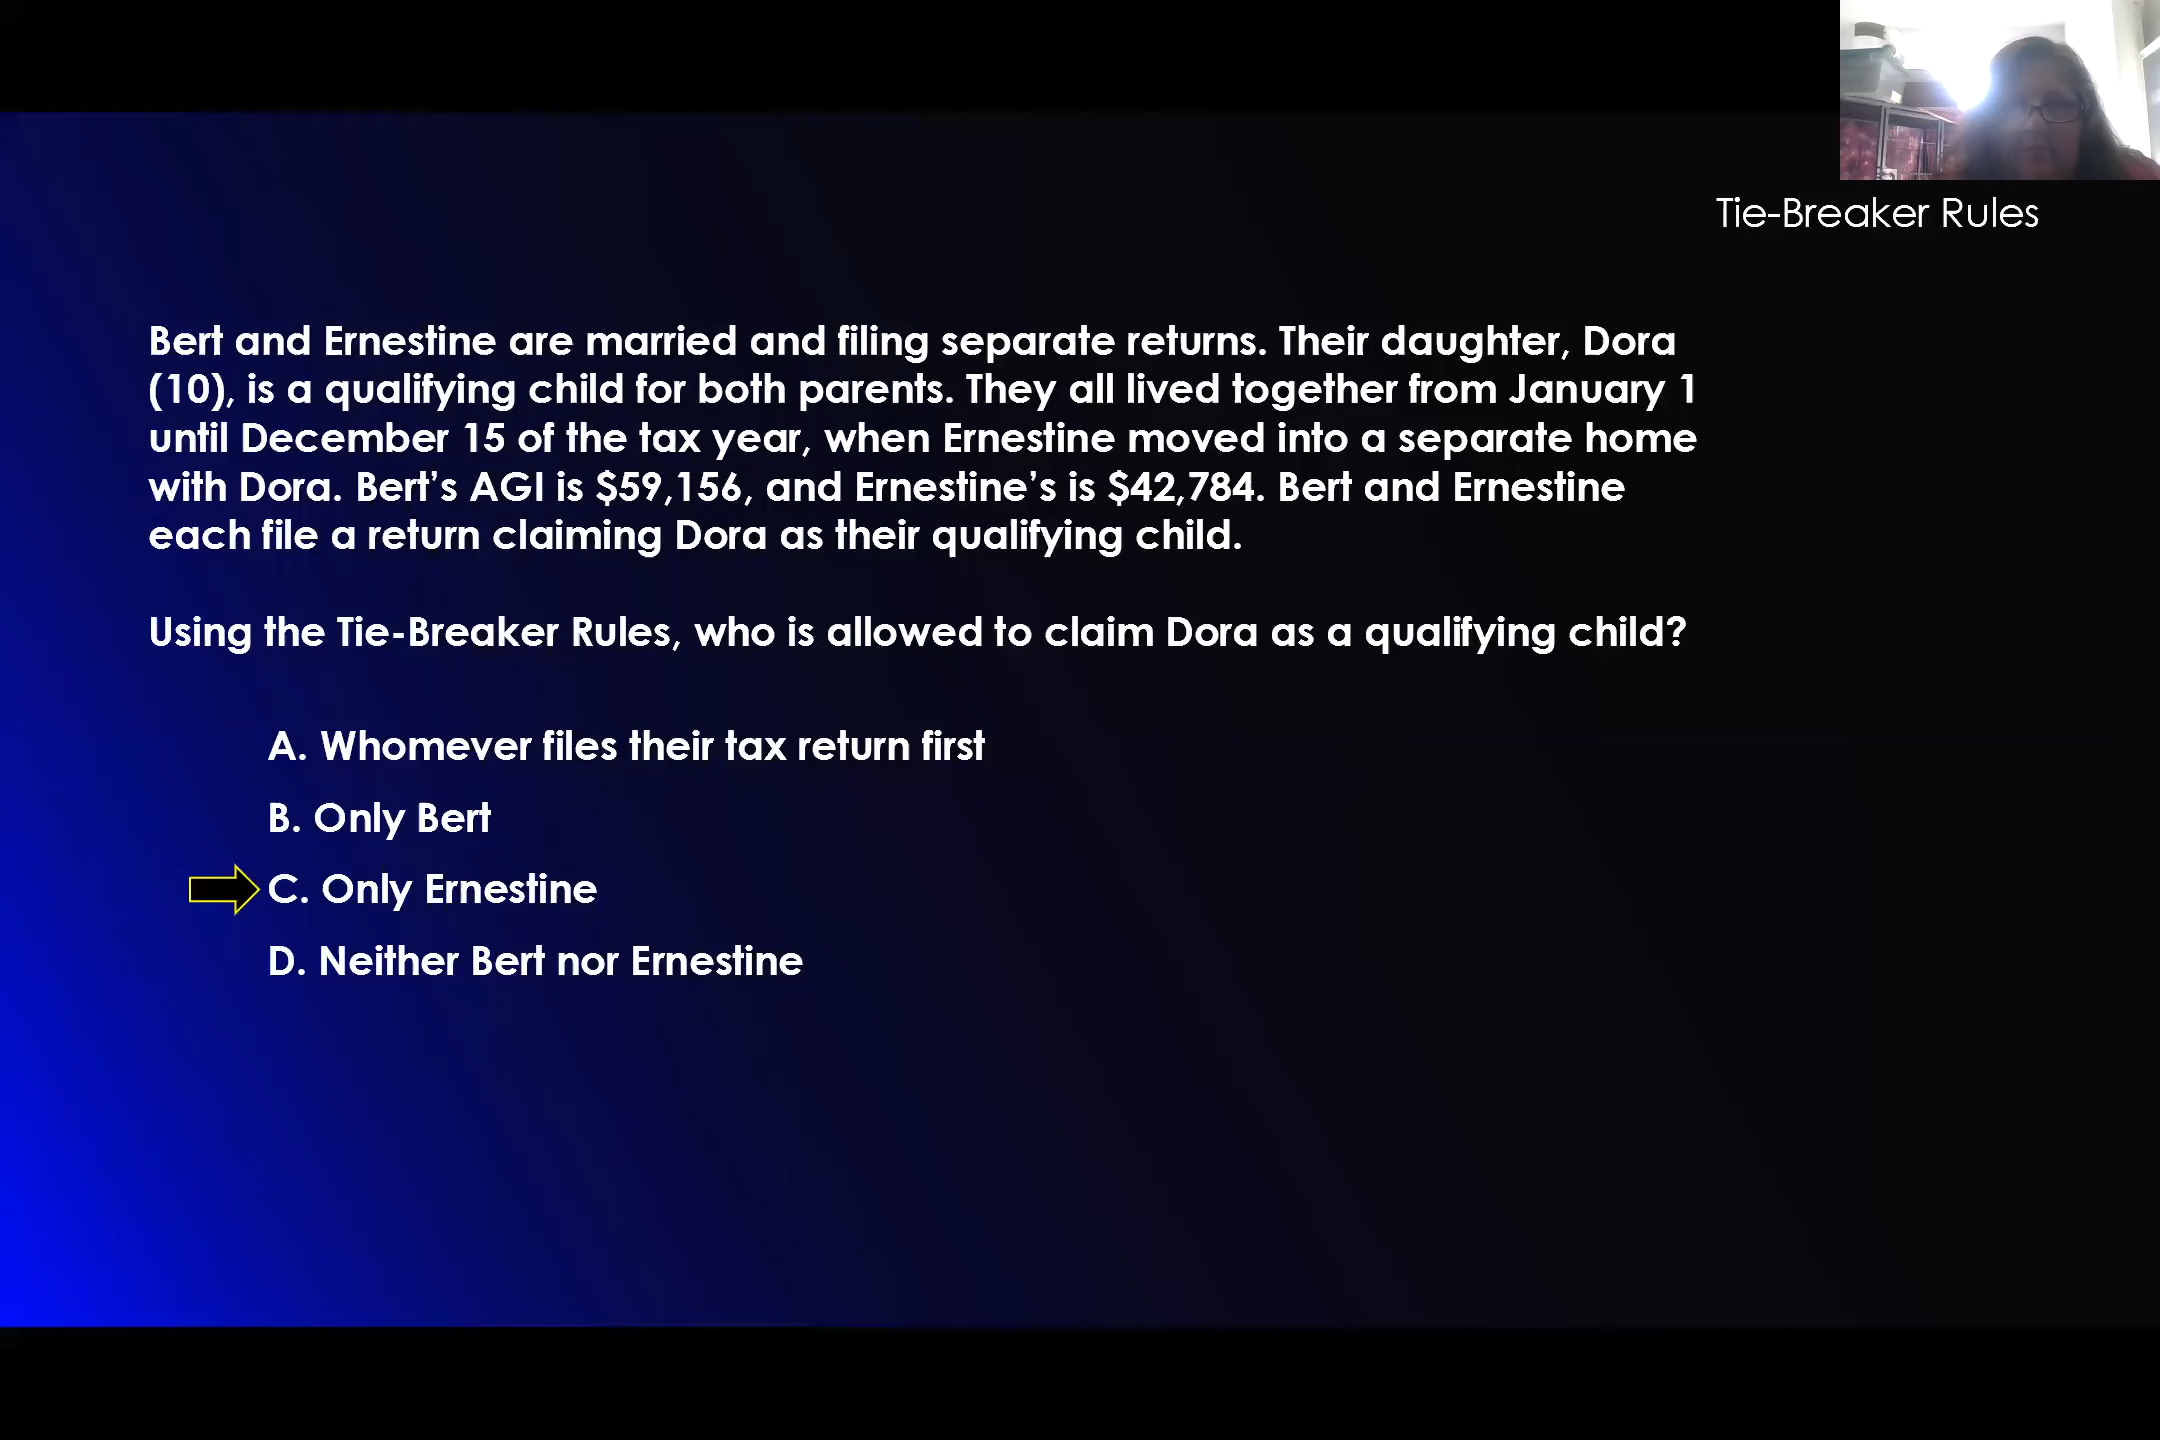 Tie-Breaker Rules
Bert and Ernestine are married and filing separate returns. Their daughter, Dora
(10), is a qualifying child for both parents. They all lived together from January 1
until December 15 of the tax year, when Ernestine moved into a separate home
with Dora. Bert’s AGI is $59,156, and Ernestine’s is $42,784. Bert and Ernestine
each file a return claiming Dora as their qualifying child.
Using the Tie-Breaker Rules, who is allowed to claim Dora as a qualifying child?
A. Whomever files their tax return first
B. Only Bert
C. Only Ernestine
D. Neither Bert nor Ernestine